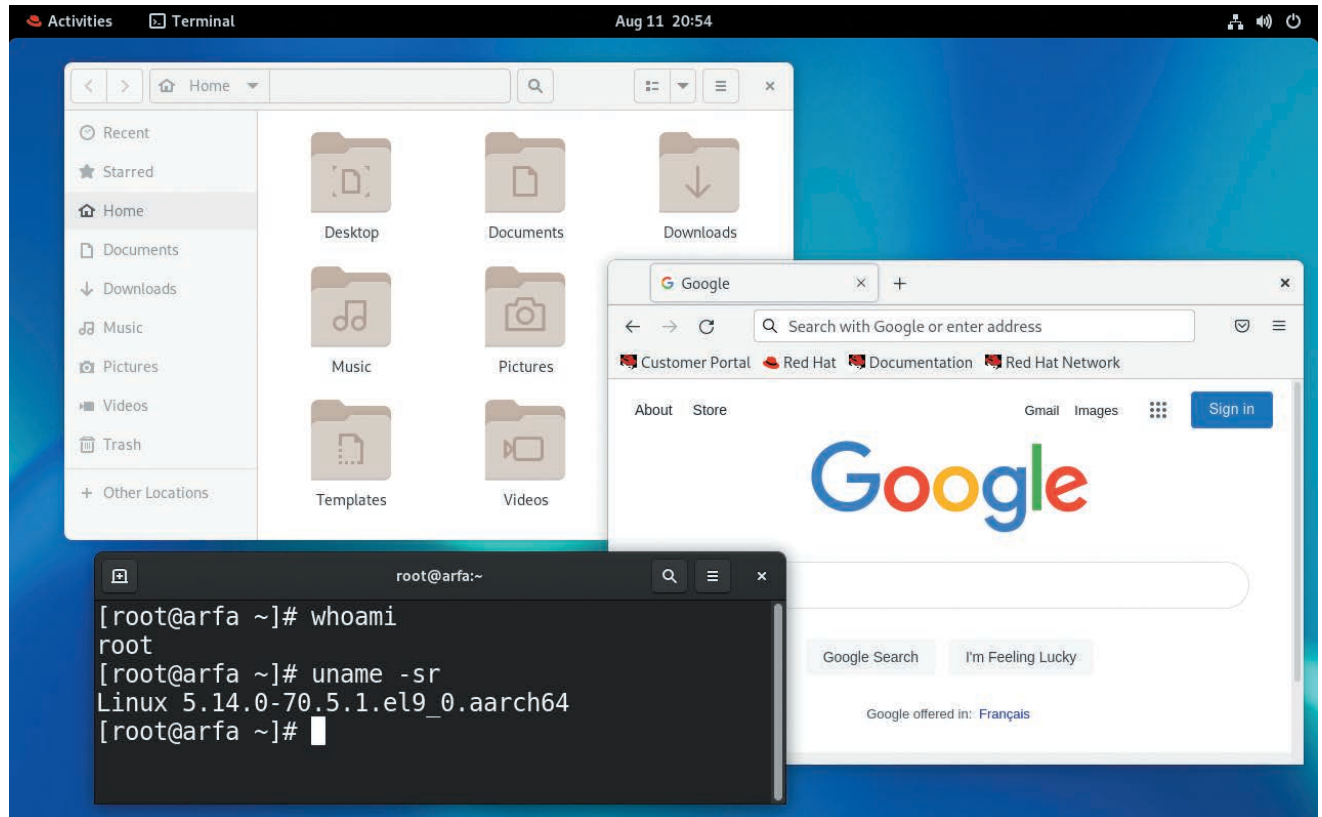 Activities Terminal Aug 11 20:54
Home
Recent
Starred
Home
Documents
Downloads
Music
Pictures
Videos
Trash
+ Other Locations
Desktop Documents Downloads
Music Pictures
Templates Videos
Google
Search with Google or enter address
Customer Portal Red Hat Documentation Red Hat Network
About Store Gmail Images Sign in
Google
Google Search I'm Feeling Lucky
Google offered in: Français
root@arfa:~
[root@arfa ~]# whoami
root
[root@arfa ~]# uname -sr
Linux 5.14.0-70.5.1.el9_0.aarch64
[root@arfa ~]#